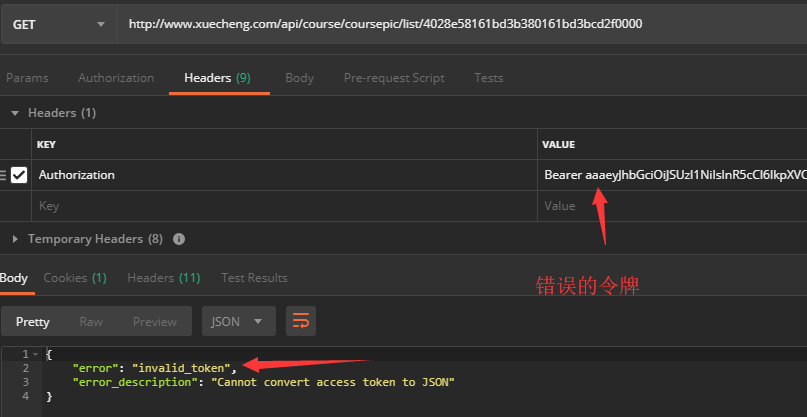 GET http://www.xuecheng.com/api/course/coursepic/list/4028e58161bd3b380161bd3bcd2f0000
Params Authorization Headers (9) Body Pre-request Script Tests
Headers (1)
KEY VALUE
Authorization Bearer aaaeyJhbGciOiJSUzI1NiIsInR5cCI6IkpXVC
Key Value
Temporary Headers (8) i
Body Cookies (1) Headers (11) Test Results
错误的令牌
Pretty Raw Preview JSON
1 {
2 "error": "invalid_token",
3 "error_description": "Cannot convert access token to JSON"
4 }